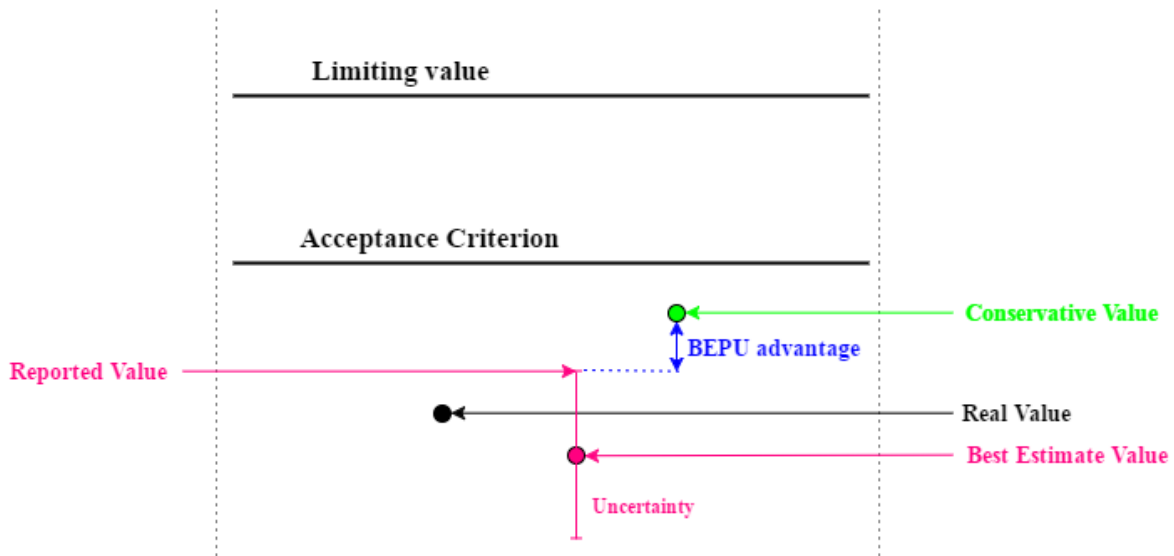 Limiting value
Acceptance Criterion
Conservative Value
BEPU advantage
Reported Value
Real Value
Best Estimate Value
Uncertainty